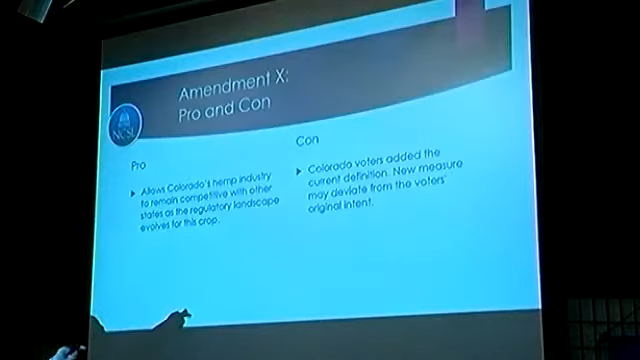 Amendment X:
Pro and Con
NCSL
Pro
Allows Colorado's hemp industry
to remain competitive with other
states as the regulatory landscape
evolves for this crop.
Con
Colorado voters added the
current definition. New measure
may deviate from the voters'
original intent.